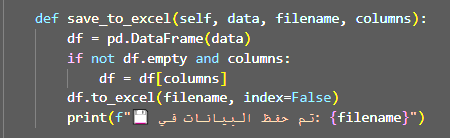 def save_to_excel(self, data, filename, columns):
    df = pd.DataFrame(data)
    if not df.empty and columns:
        df = df[columns]
    df.to_excel(filename, index=False)
    print(f"💾 تم حفظ البيانات في: {filename}")